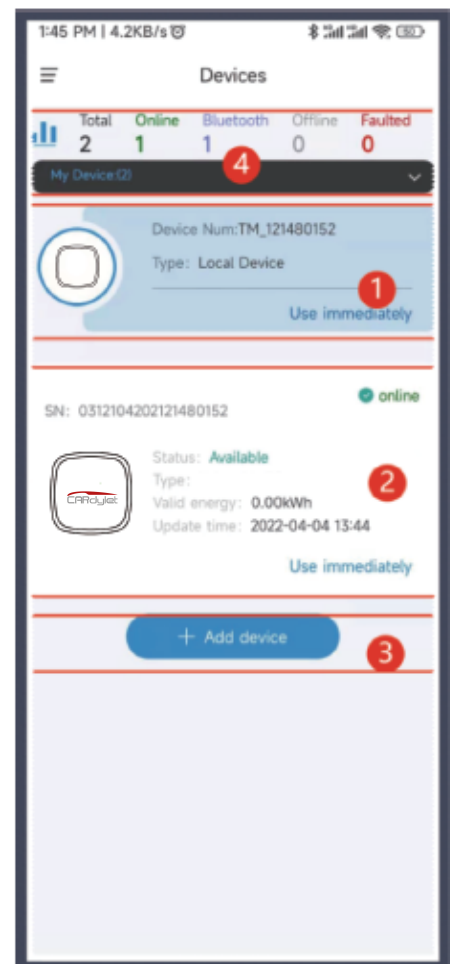 1:45 PM | 4.2KB/s
Devices
Total Online Bluetooth Offline Faulted
2 1 1 0 0
4
My Device:(2)
Device Num:TM_121480152
Type: Local Device
1
Use immediately
online
SN: 0312104202121480152
Status: Available
CARdylet
Type:
2
Valid energy: 0.00kWh
Update time: 2022-04-04 13:44
Use immediately
+ Add device
3